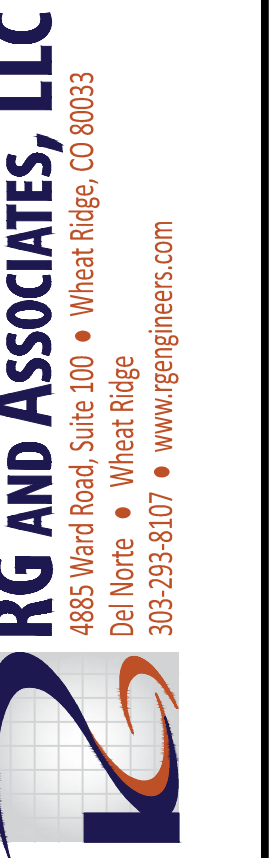 RG AND ASSOCIATES, LLC
4885 Ward Road, Suite 100 • Wheat Ridge, CO 80033
Del Norte • Wheat Ridge
303-293-8107 • www.rgengineers.com